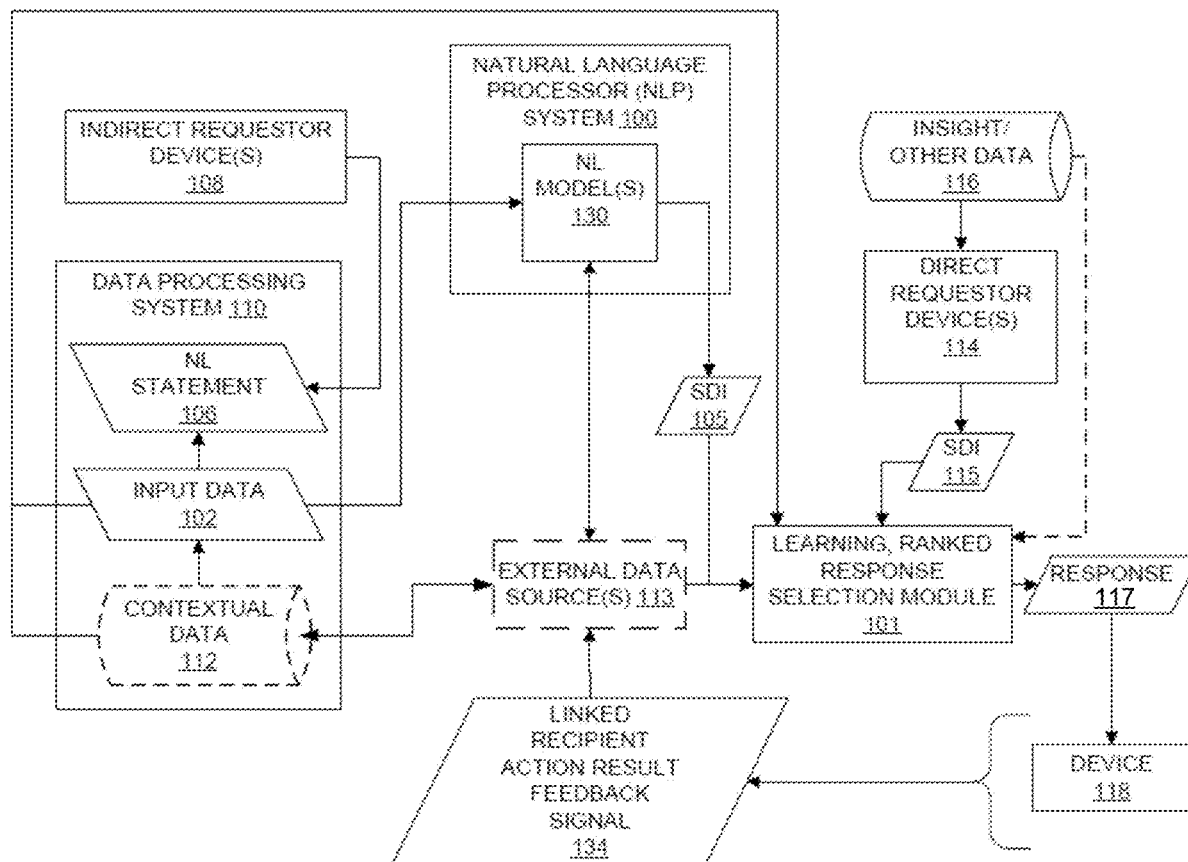 INDIRECT REQUESTOR
DEVICE(S)
108
DATA PROCESSING
SYSTEM 110
NL
STATEMENT
106
INPUT DATA
102
CONTEXTUAL
DATA
112
NATURAL LANGUAGE
PROCESSOR (NLP)
SYSTEM 100
NL
MODEL(S)
130
SDI
105
EXTERNAL DATA
SOURCE(S) 113
INSIGHT/
OTHER DATA
116
DIRECT
REQUESTOR
DEVICE(S)
114
SDI
115
LEARNING, RANKED
RESPONSE
SELECTION MODULE
101
RESPONSE
117
DEVICE
118
LINKED
RECIPIENT
ACTION RESULT
FEEDBACK
SIGNAL
134